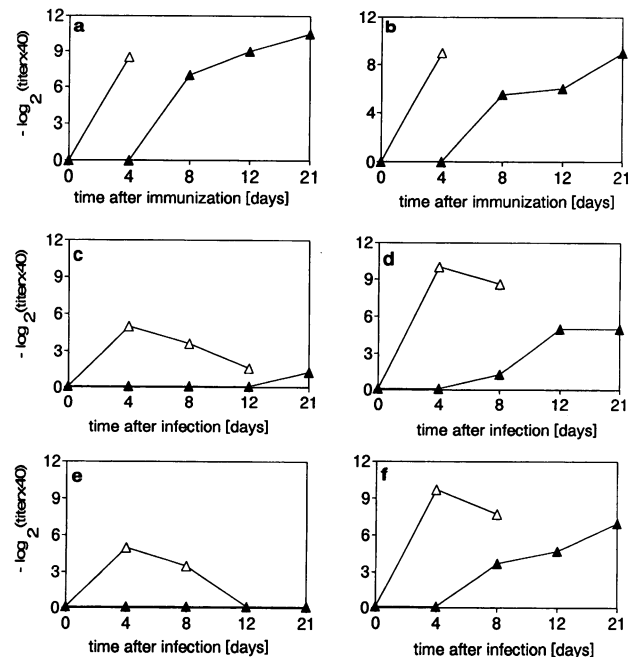 a
- log2(titerx40)
12
9
6
3
0
0 4 8 12 21
time after immunization [days]
b
12
9
6
3
0
0 4 8 12 21
time after immunization [days]
c
- log2(titerx40)
12
9
6
3
0
0 4 8 12 21
time after infection [days]
d
12
9
6
3
0
0 4 8 12 21
time after infection [days]
e
- log2(titerx40)
12
9
6
3
0
0 4 8 12 21
time after infection [days]
f
12
9
6
3
0
0 4 8 12 21
time after infection [days]